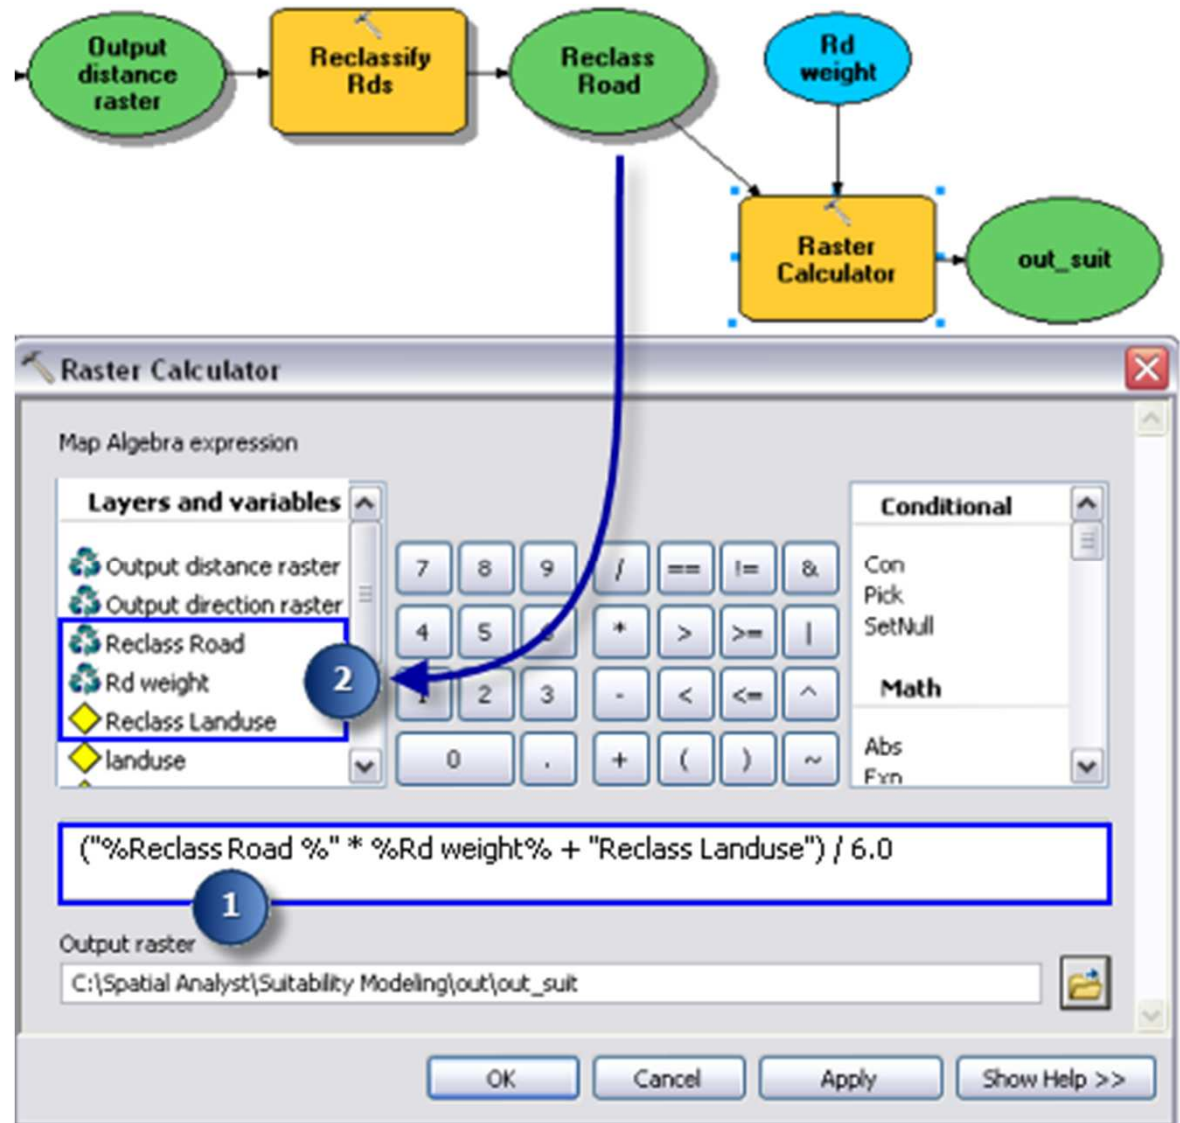 Output
distance
raster
Reclassify
Rds
Reclass
Road
Rd
weight
Raster
Calculator
out_suit
Raster Calculator
Map Algebra expression
Layers and variables
Output distance raster
Output direction raster
Reclass Road
Rd weight
Reclass Landuse
landuse
2
7 8 9 / == != &
4 5 * > >= |
1 2 3 - < <= ^
0 . + ( ) ~
Conditional
Con
Pick
SetNull
Math
Abs
Exp
("%Reclass Road %" * %Rd weight% + "Reclass Landuse") / 6.0
1
Output raster
C:\Spatial Analyst\Suitability Modeling\out\out_suit
OK
Cancel
Apply
Show Help >>